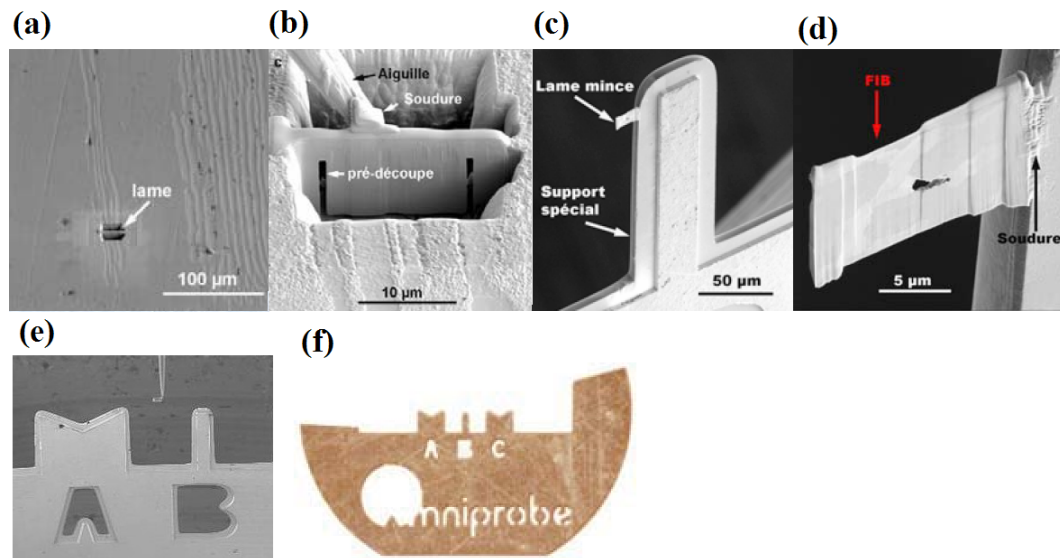 (a)
(b)
(c)
(d)
lame
100 µm
c
Aiguille
Soudure
pré-découpe
10 µm
Lame mince
Support
spécial
50 µm
FIB
Soudure
5 µm
(e)
(f)
A B
A B C
omniprobe